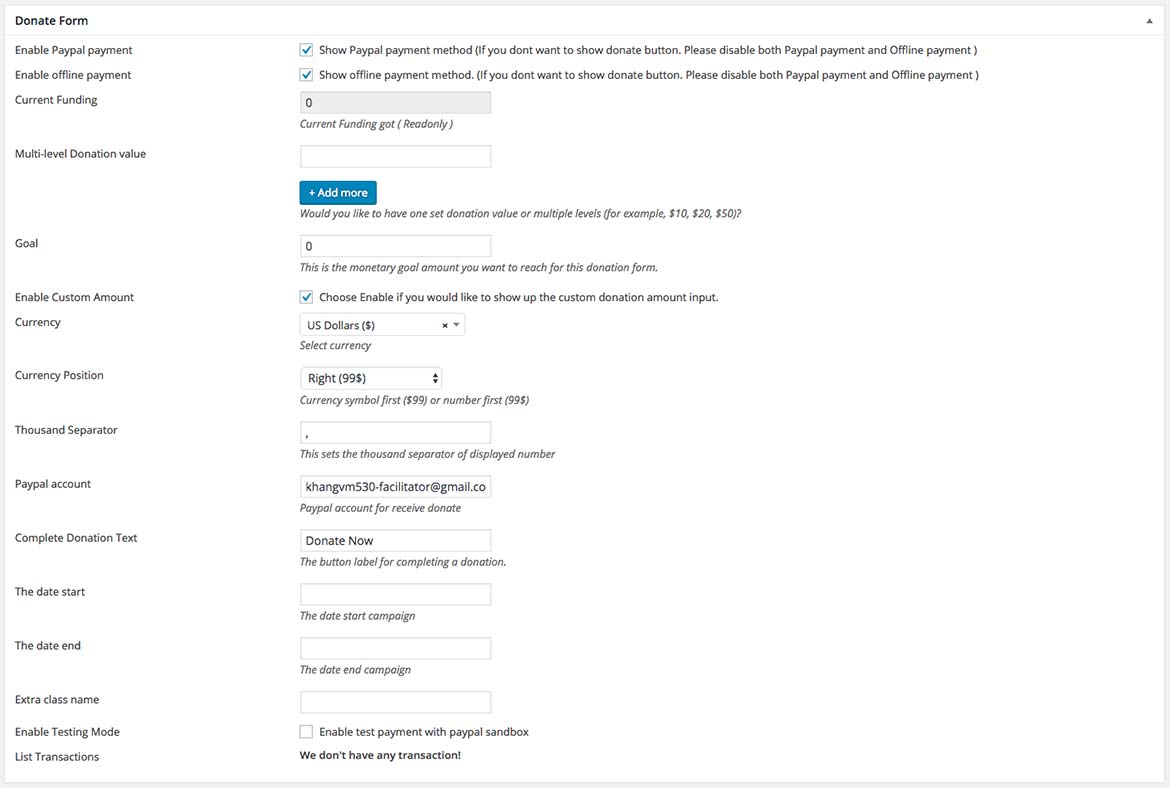 Donate Form
Enable Paypal payment
Show Paypal payment method (If you dont want to show donate button. Please disable both Paypal payment and Offline payment )
Enable offline payment
Show offline payment method. (If you dont want to show donate button. Please disable both Paypal payment and Offline payment )
Current Funding
0
Current Funding got ( Readonly )
Multi-level Donation value
+ Add more
Would you like to have one set donation value or multiple levels (for example, $10, $20, $50)?
Goal
0
This is the monetary goal amount you want to reach for this donation form.
Enable Custom Amount
Choose Enable if you would like to show up the custom donation amount input.
Currency
US Dollars ($)
Select currency
Currency Position
Right (99$)
Currency symbol first ($99) or number first (99$)
Thousand Separator
,
This sets the thousand separator of displayed number
Paypal account
khangvm530-facilitator@gmail.co
Paypal account for receive donate
Complete Donation Text
Donate Now
The button label for completing a donation.
The date start
The date start campaign
The date end
The date end campaign
Extra class name
Enable Testing Mode
Enable test payment with paypal sandbox
List Transactions
We don't have any transaction!